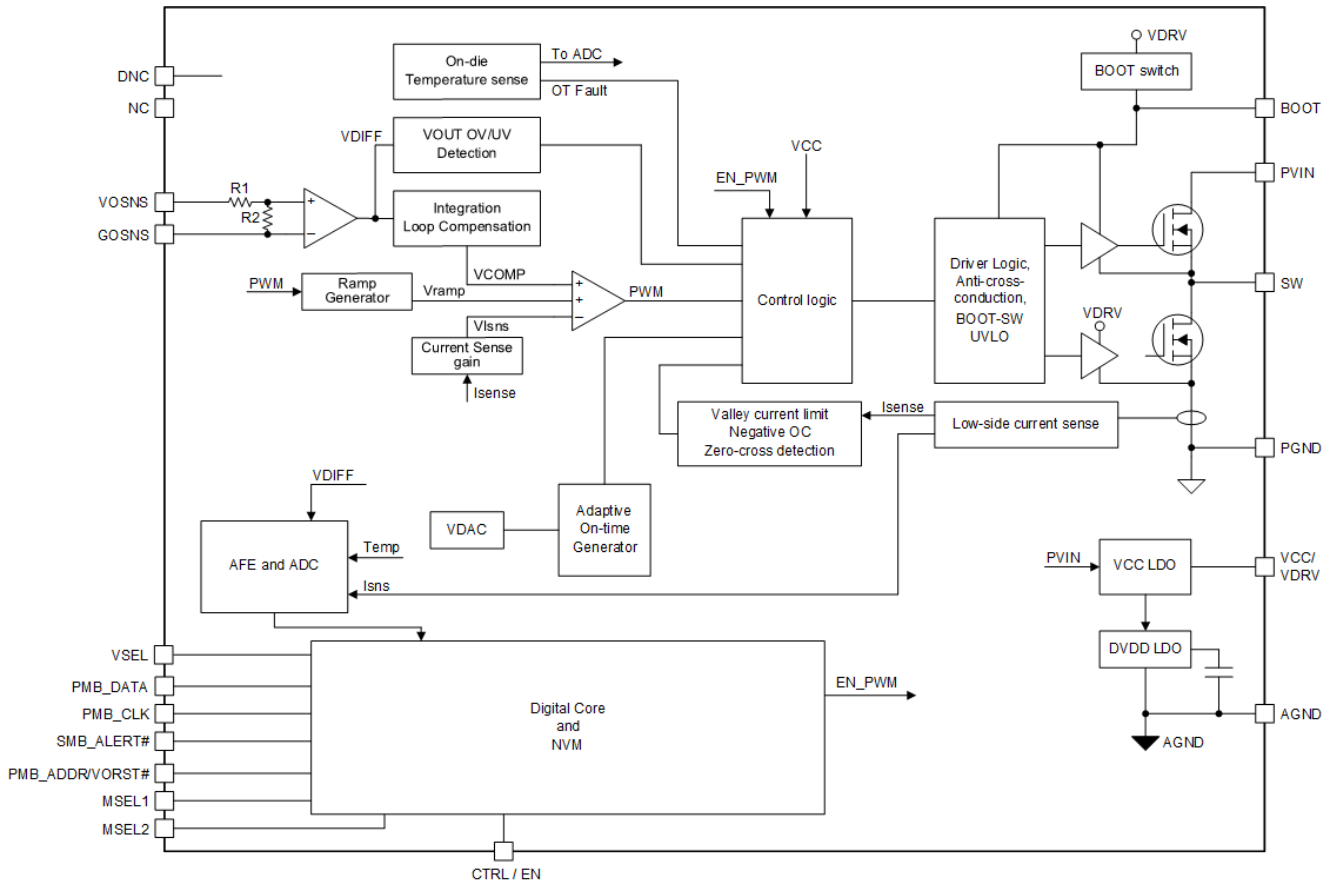 VDRV
On-die
Temperature sense
To ADC
OT Fault
BOOT switch
DNC
NC
BOOT
VDIFF
VOUT OV/UV
Detection
VCC
EN_PWM
PVIN
VOSNS
R1
R2
GOSNS
+
−
Integration
Loop Compensation
Control logic
Driver Logic,
Anti-cross-
conduction,
BOOT-SW
UVLO
SW
VCOMP
PWM
Ramp
Generator
Vramp
+
+
−
PWM
VDRV
VIsns
Current Sense
gain
Isense
Valley current limit
Negative OC
Zero-cross detection
Isense
Low-side current sense
PGND
VDIFF
VDAC
Adaptive
On-time
Generator
AFE and ADC
Temp
Isns
PVIN
VCC LDO
VCC/
VDRV
DVDD LDO
AGND
AGND
VSEL
PMB_DATA
PMB_CLK
SMB_ALERT#
PMB_ADDR/VORST#
MSEL1
MSEL2
Digital Core
and
NVM
EN_PWM
CTRL / EN